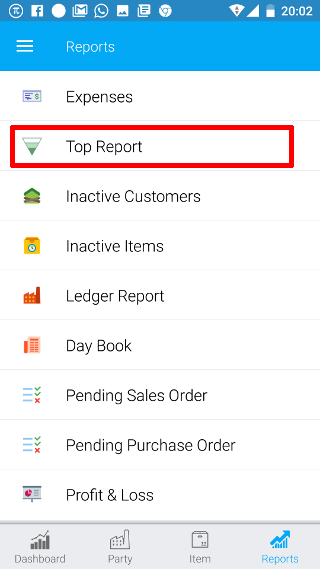 20:02
Reports
Expenses
Top Report
Inactive Customers
Inactive Items
Ledger Report
Day Book
Pending Sales Order
Pending Purchase Order
Profit & Loss
Dashboard Party Item Reports